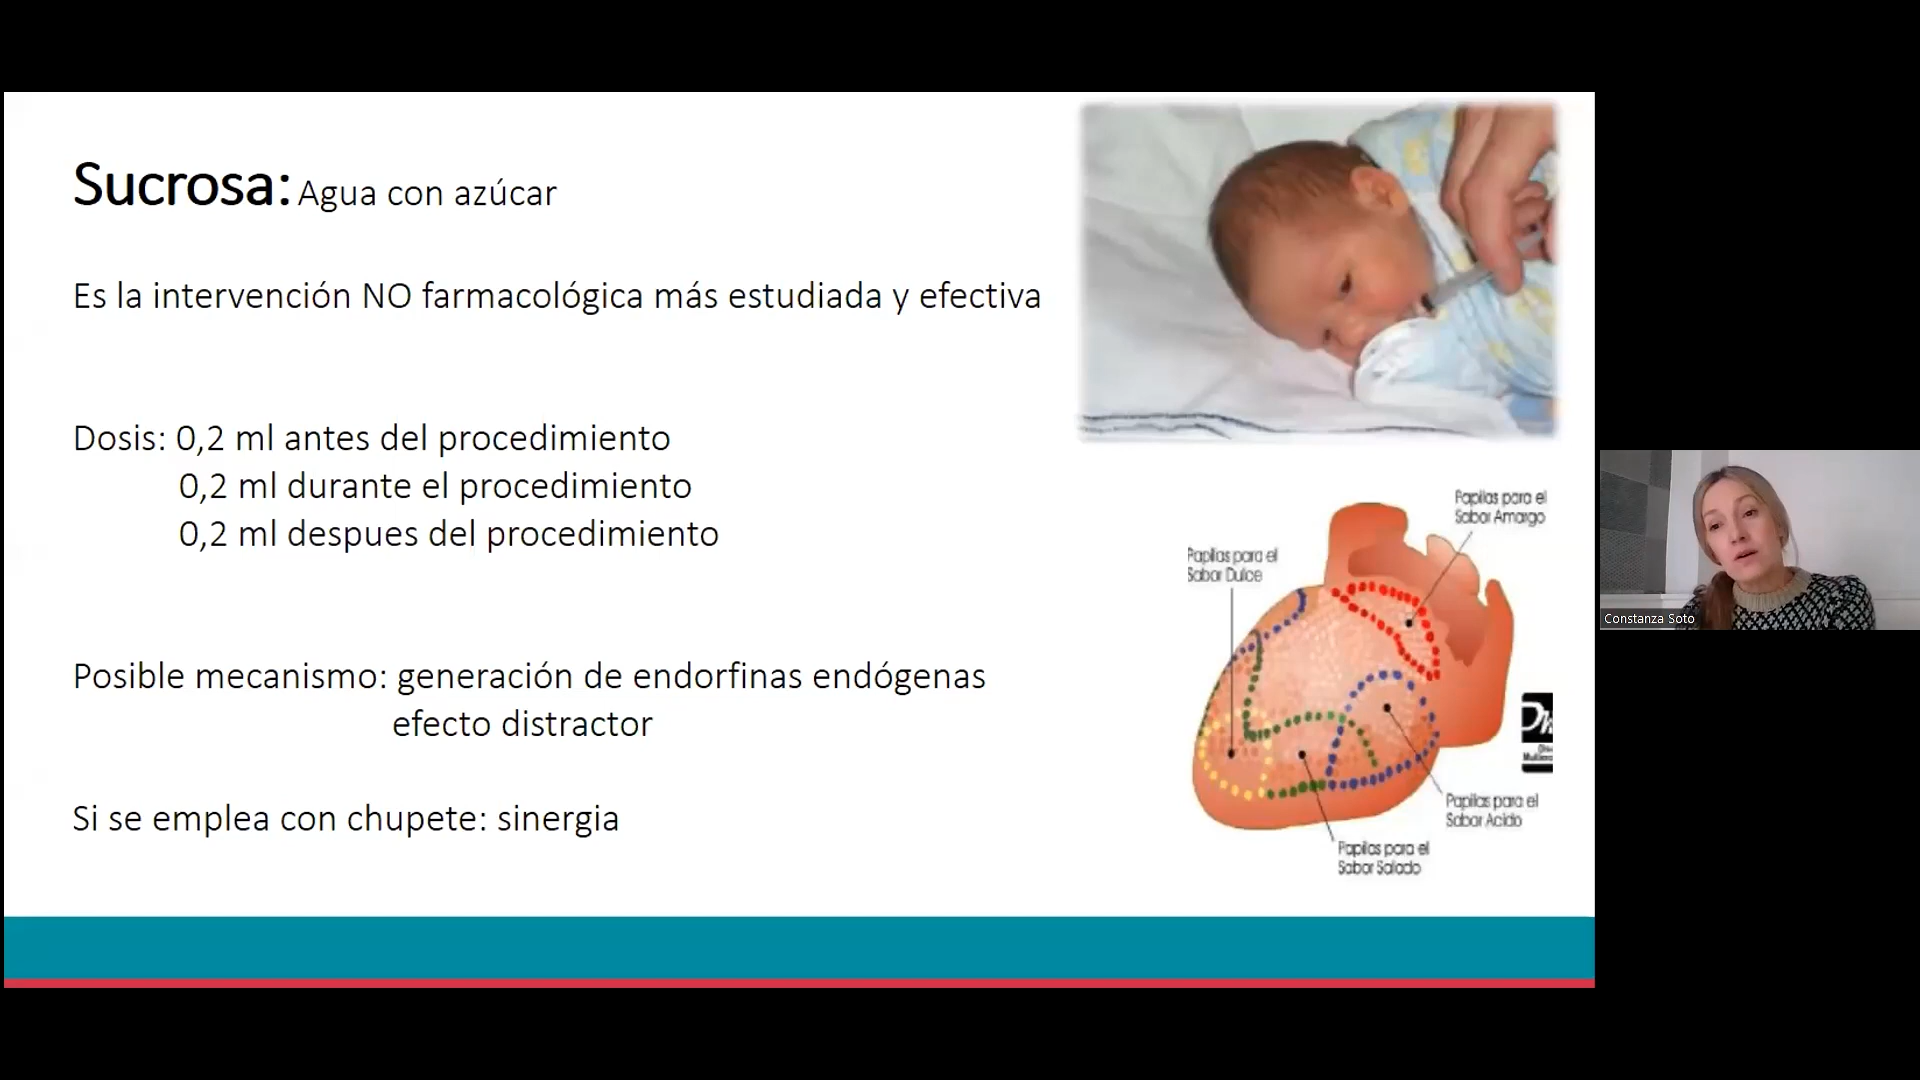 Sucrosa: Agua con azúcar
Es la intervención NO farmacológica más estudiada y efectiva
Dosis: 0,2 ml antes del procedimiento
0,2 ml durante el procedimiento
0,2 ml despues del procedimiento
Posible mecanismo: generación de endorfinas endógenas
efecto distractor
Si se emplea con chupete: sinergia
Papilas para el
Sabor Amargo
Papilas para el
Sabor Dulce
Papilas para el
Sabor Acido
Papilas para el
Sabor Salado
Constanza Soto